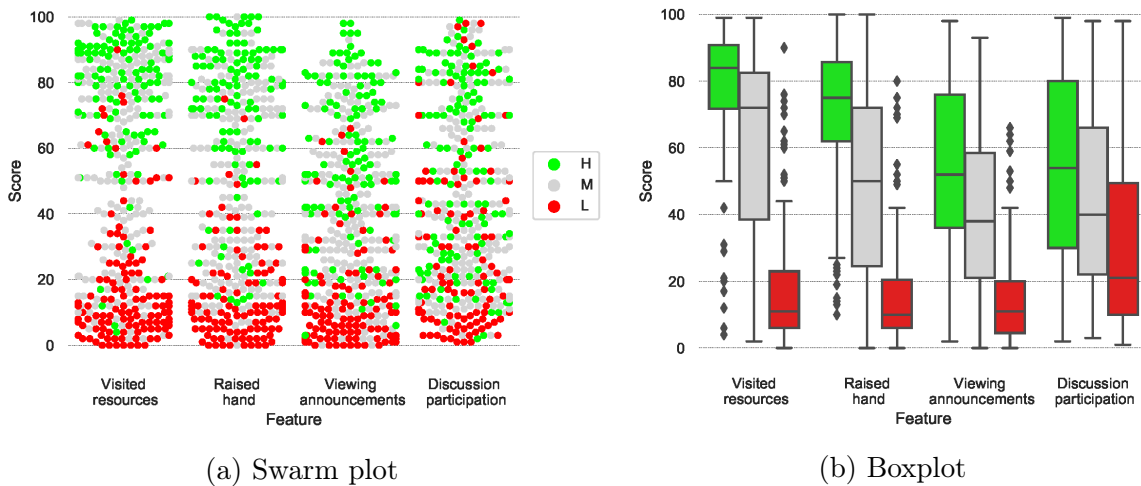 100
80
60
40
20
0
Score
Visited resources
Raised hand
Viewing announcements
Discussion participation
Feature
H
M
L
(a) Swarm plot
100
80
60
40
20
0
Score
Visited resources
Raised hand
Viewing announcements
Discussion participation
Feature
(b) Boxplot